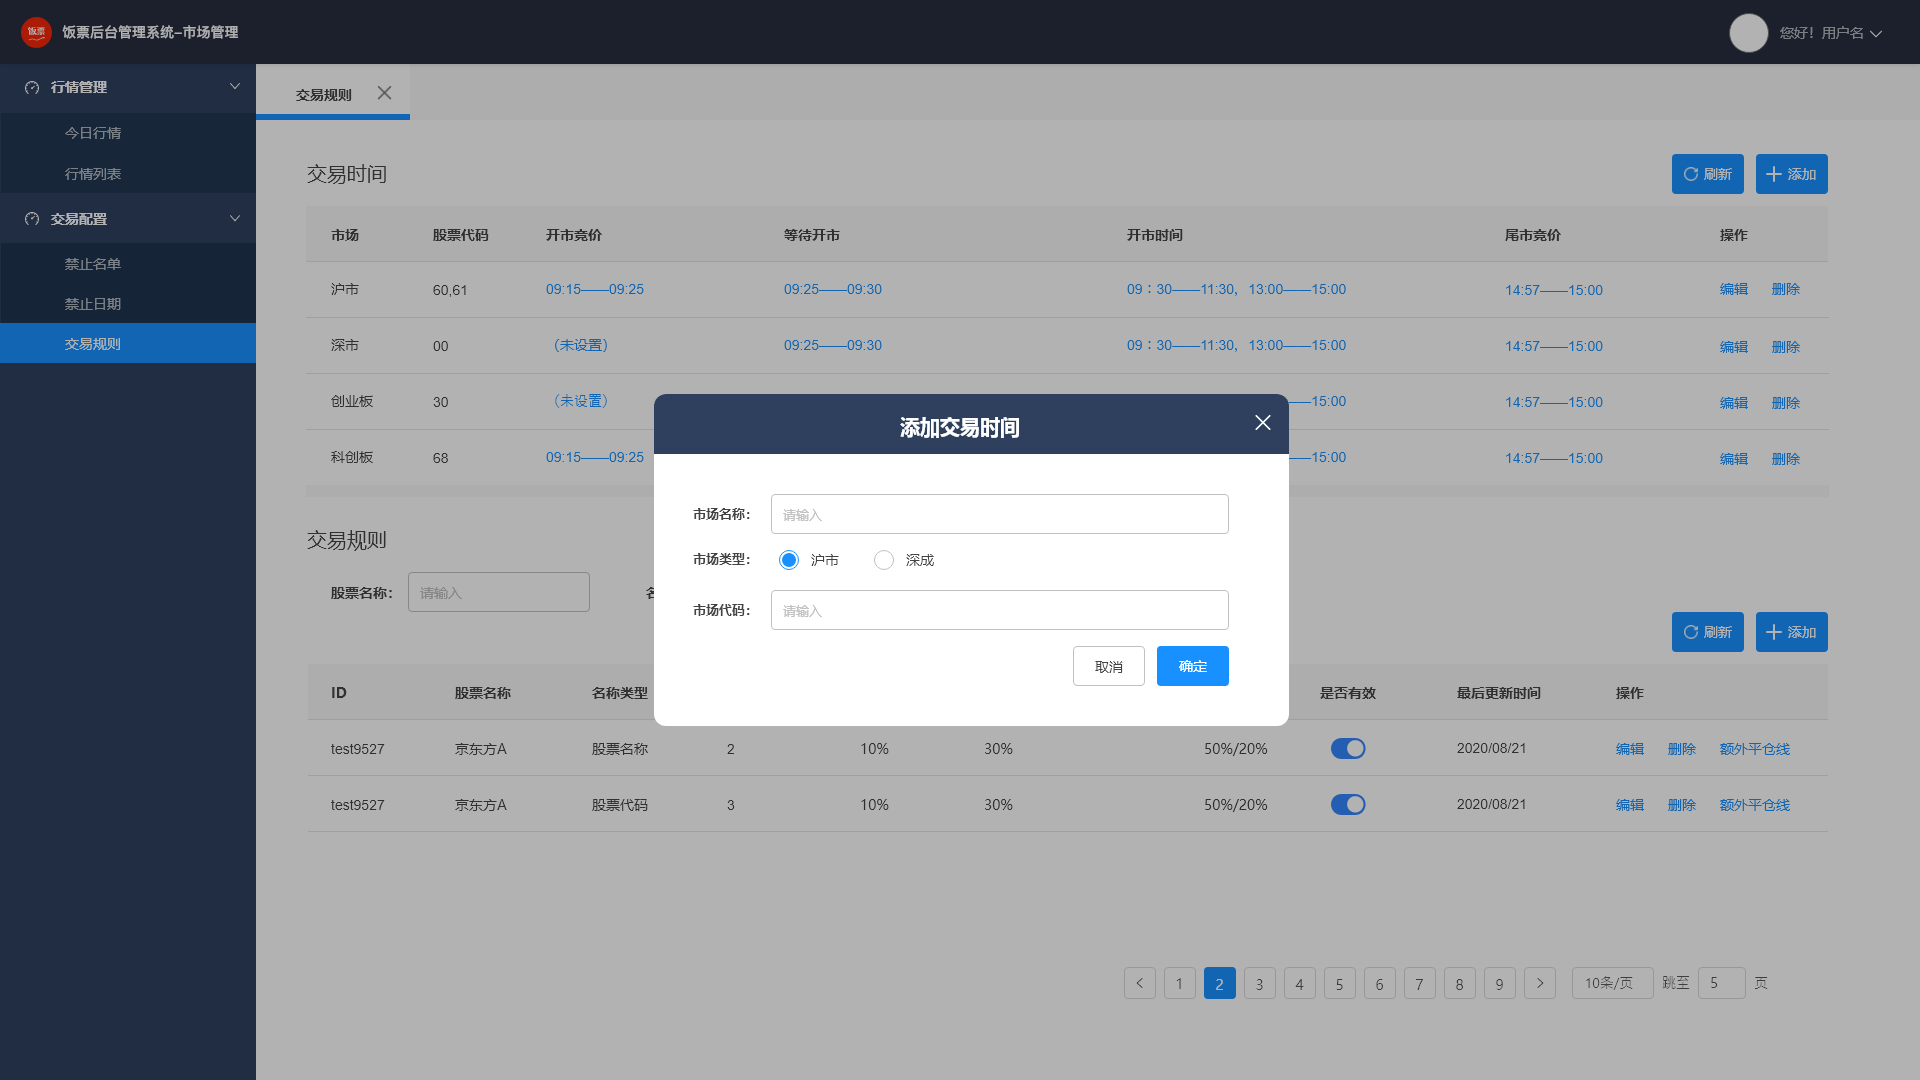 饭票
饭票后台管理系统–市场管理
您好！用户名
行情管理
今日行情
行情列表
交易配置
禁止名单
禁止日期
交易规则
交易规则
交易时间
刷新 添加
市场 股票代码 开市竞价 等待开市 开市时间 尾市竞价 操作
沪市 60,61 09:15——09:25 09:25——09:30 09：30——11:30，13:00——15:00 14:57——15:00 编辑 删除
深市 00 （未设置） 09:25——09:30 09：30——11:30，13:00——15:00 14:57——15:00 编辑 删除
创业板 30 （未设置） ——15:00 14:57——15:00 编辑 删除
科创板 68 09:15——09:25 ——15:00 14:57——15:00 编辑 删除
添加交易时间
市场名称： 请输入
市场类型： 沪市 深成
市场代码： 请输入
取消 确定
交易规则
股票名称： 请输入
刷新 添加
ID 股票名称 名称类型 是否有效 最后更新时间 操作
test9527 京东方A 股票名称 2 10% 30% 50%/20% 2020/08/21 编辑 删除 额外平仓线
test9527 京东方A 股票代码 3 10% 30% 50%/20% 2020/08/21 编辑 删除 额外平仓线
< 1 2 3 4 5 6 7 8 9 > 10条/页 跳至 5 页